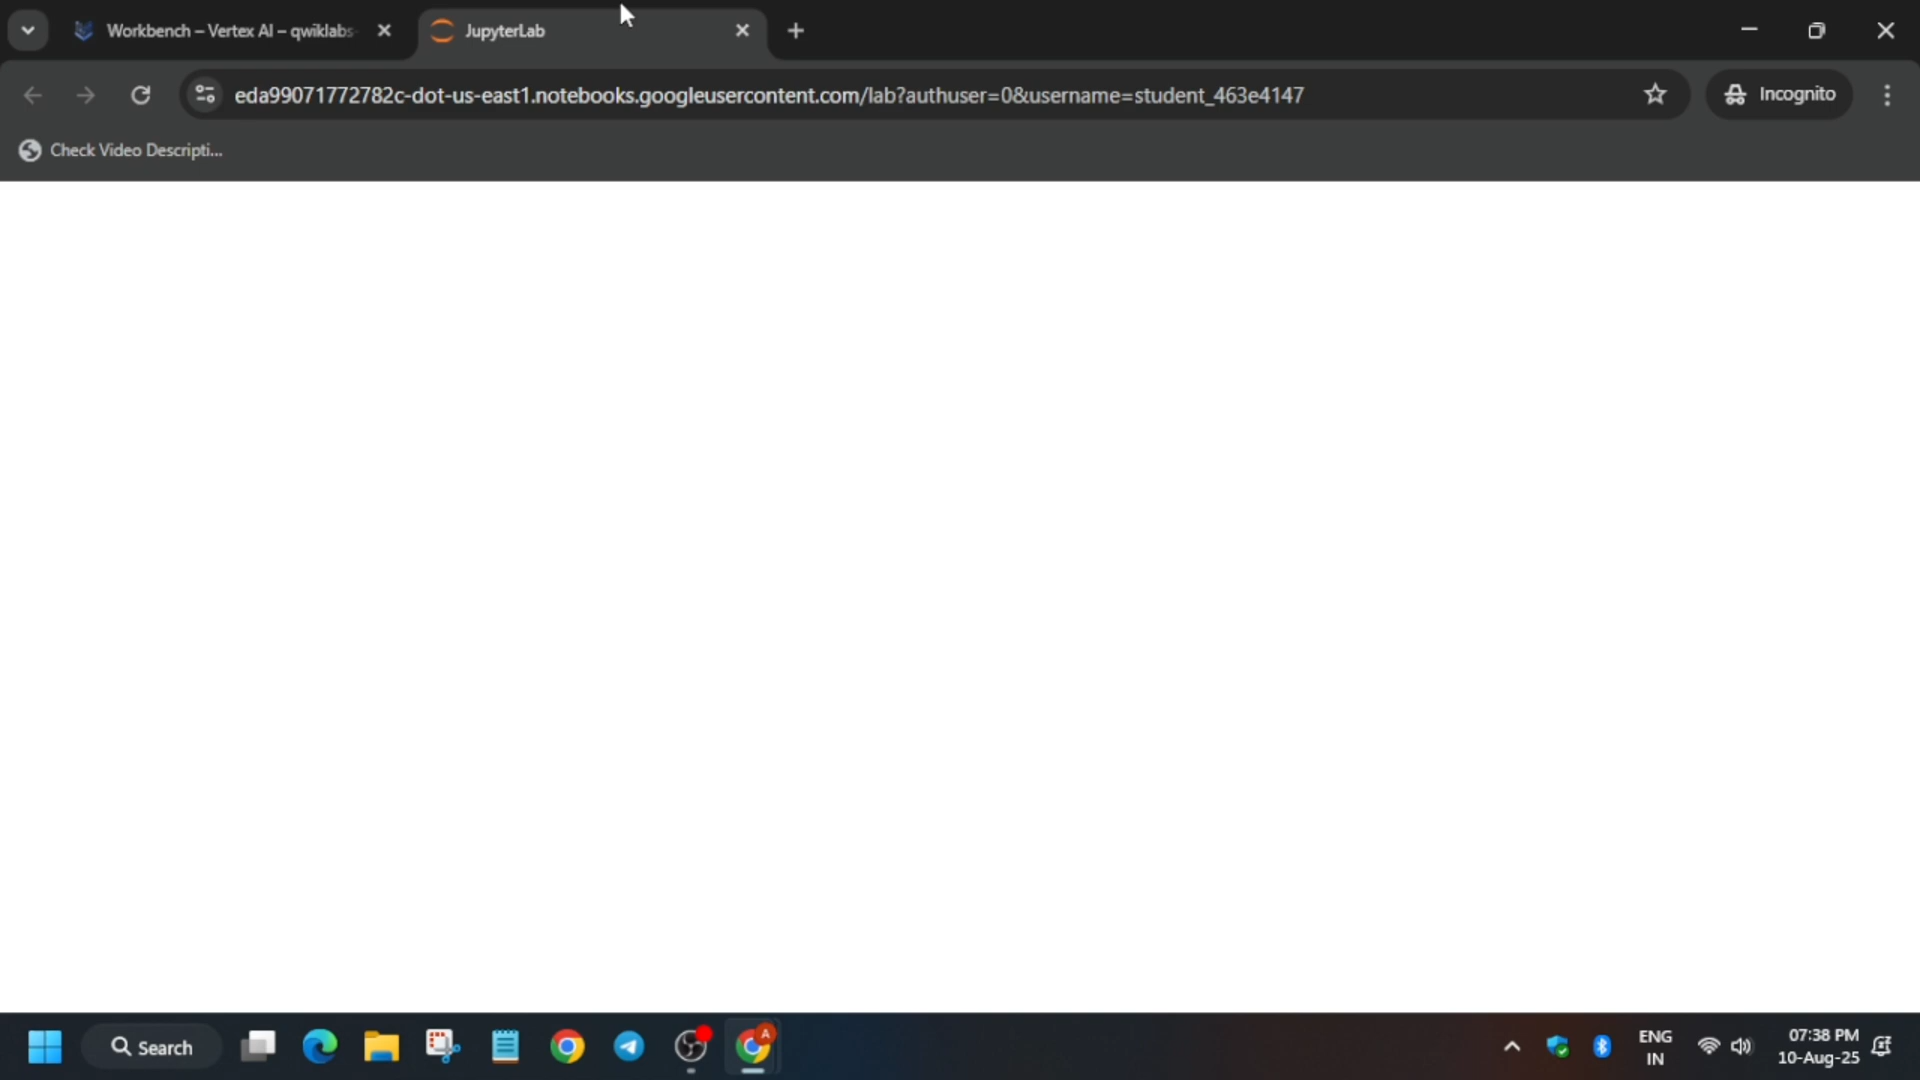 Workbench – Vertex AI – qwiklabs-
JupyterLab
eda99071772782c-dot-us-east1.notebooks.googleusercontent.com/lab?authuser=0&username=student_463e4147
Incognito
Check Video Descripti...
Search
A
ENG
IN
07:38 PM
10-Aug-25